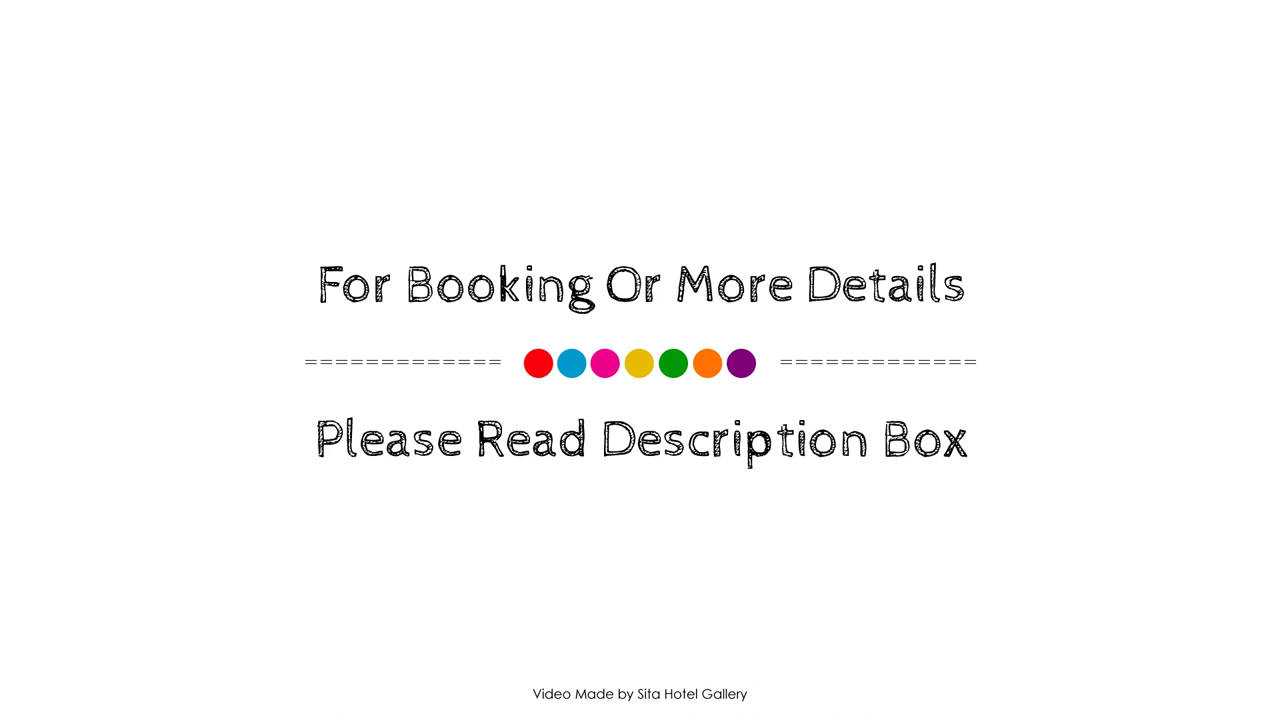 For Booking Or More Details
============= =============
Please Read Description Box
Video Made by Sita Hotel Gallery